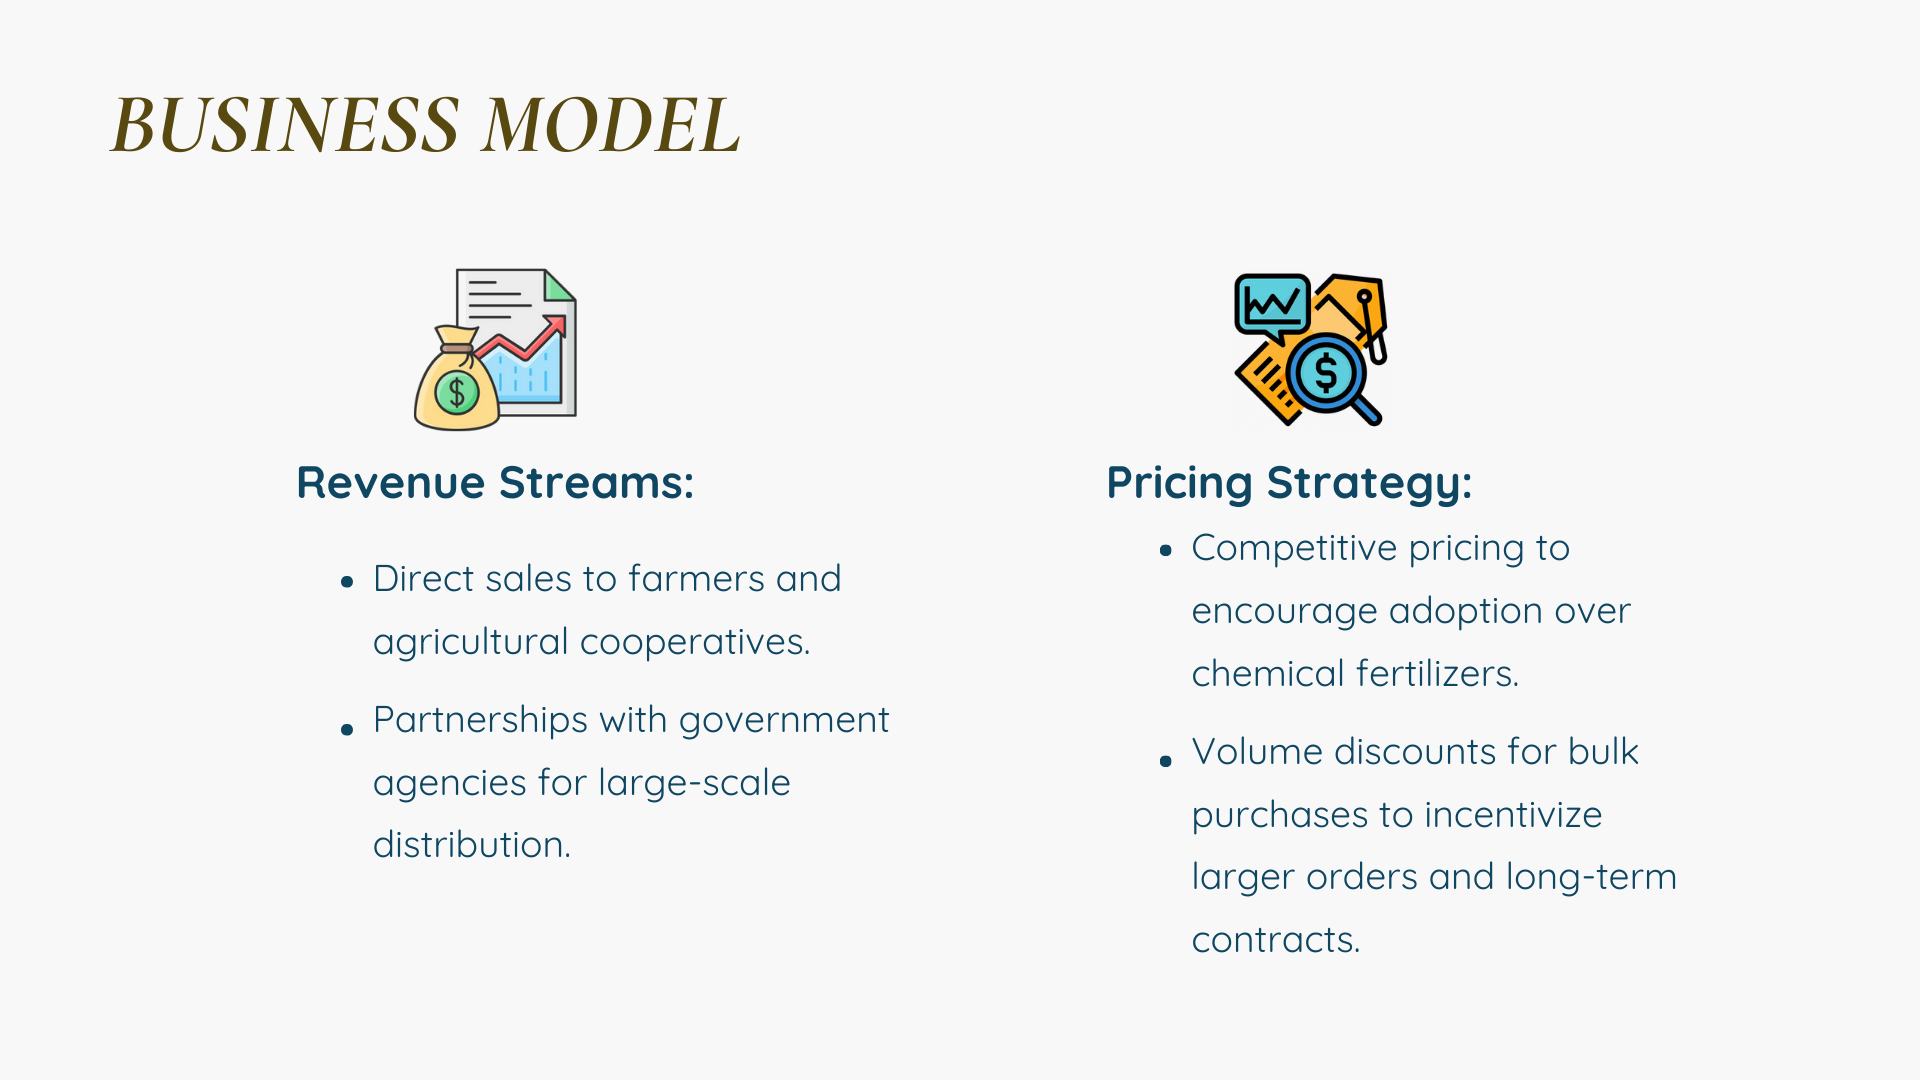 BUSINESS MODEL
Revenue Streams:
• Direct sales to farmers and
agricultural cooperatives.
• Partnerships with government
agencies for large-scale
distribution.
Pricing Strategy:
• Competitive pricing to
encourage adoption over
chemical fertilizers.
• Volume discounts for bulk
purchases to incentivize
larger orders and long-term
contracts.